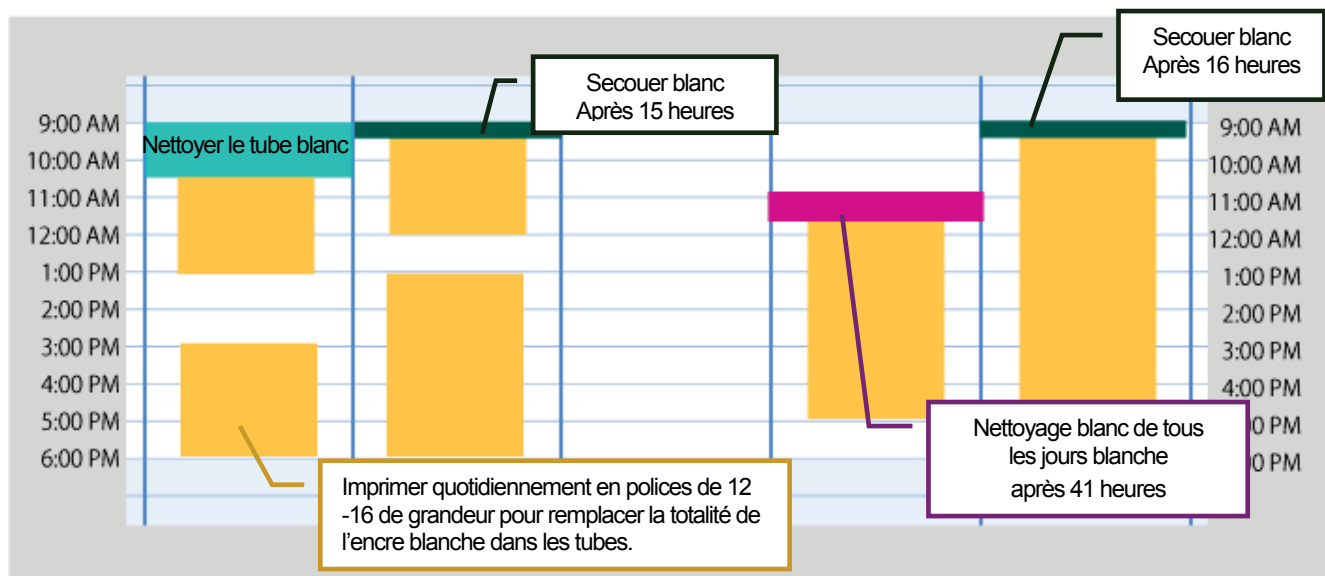 Secouer blanc
Après 16 heures
Secouer blanc
Après 15 heures
9:00 AM
10:00 AM
11:00 AM
12:00 AM
1:00 PM
2:00 PM
3:00 PM
4:00 PM
5:00 PM
6:00 PM
Nettoyer le tube blanc
9:00 AM
10:00 AM
11:00 AM
12:00 AM
1:00 PM
2:00 PM
3:00 PM
4:00 PM
0 PM
0 PM
Nettoyage blanc de tous
les jours blanche
après 41 heures
Imprimer quotidiennement en polices de 12
-16 de grandeur pour remplacer la totalité de
l'encre blanche dans les tubes.